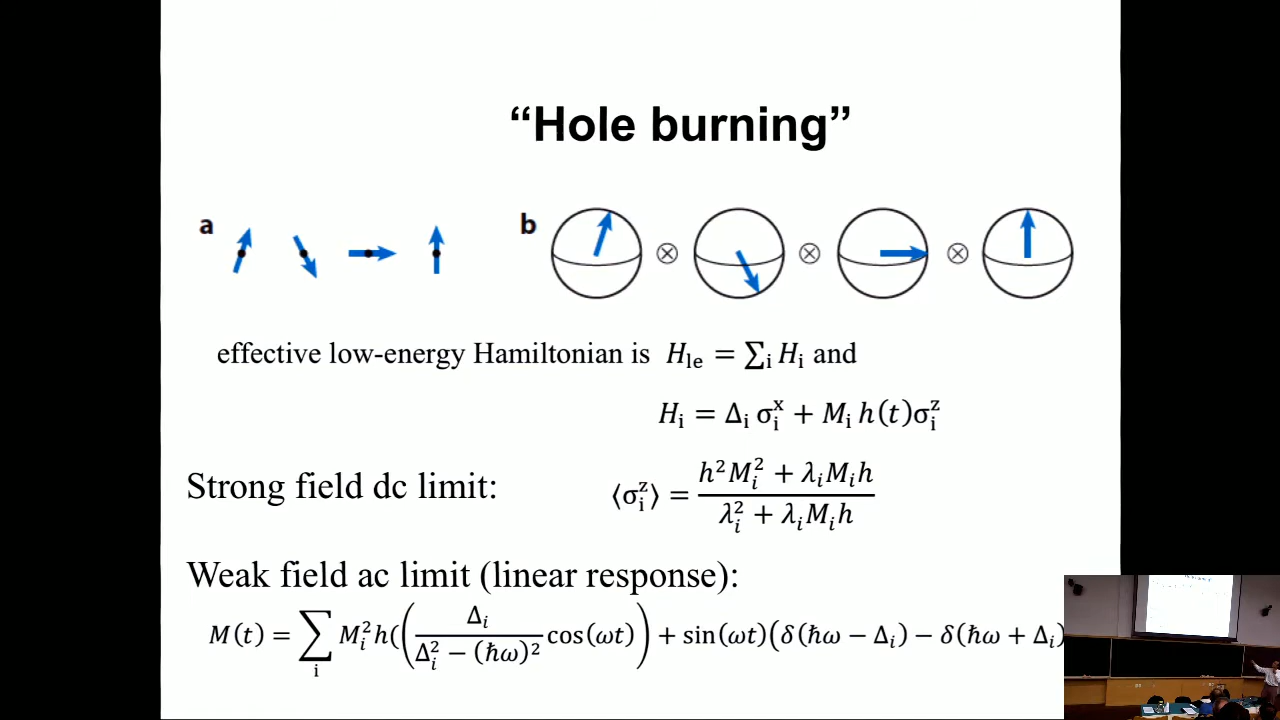 “Hole burning”
a b ⊗ ⊗ ⊗
effective low-energy Hamiltonian is H_le = ∑_i H_i and
H_i = Δ_i σ_i^x + M_i h(t)σ_i^z
Strong field dc limit: ⟨σ_i^z⟩ = (h²M_i² + λ_i M_i h) / (λ_i² + λ_i M_i h)
Weak field ac limit (linear response):
M(t) = ∑_i M_i² h((Δ_i / (Δ_i² − (ħω)²) cos(ωt)) + sin(ωt)(δ(ħω − Δ_i) − δ(ħω + Δ_i)